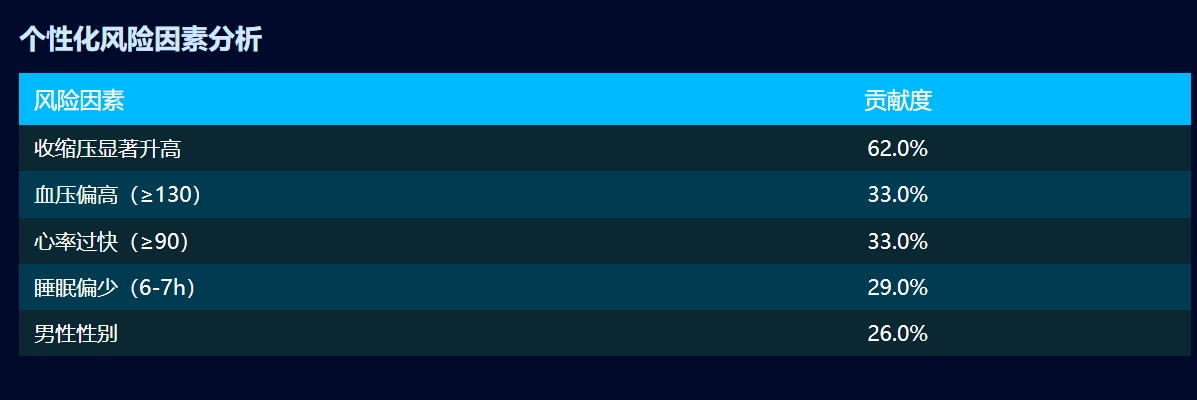 个性化风险因素分析
风险因素 贡献度
收缩压显著升高 62.0%
血压偏高（≥130） 33.0%
心率过快（≥90） 33.0%
睡眠偏少（6-7h） 29.0%
男性性别 26.0%